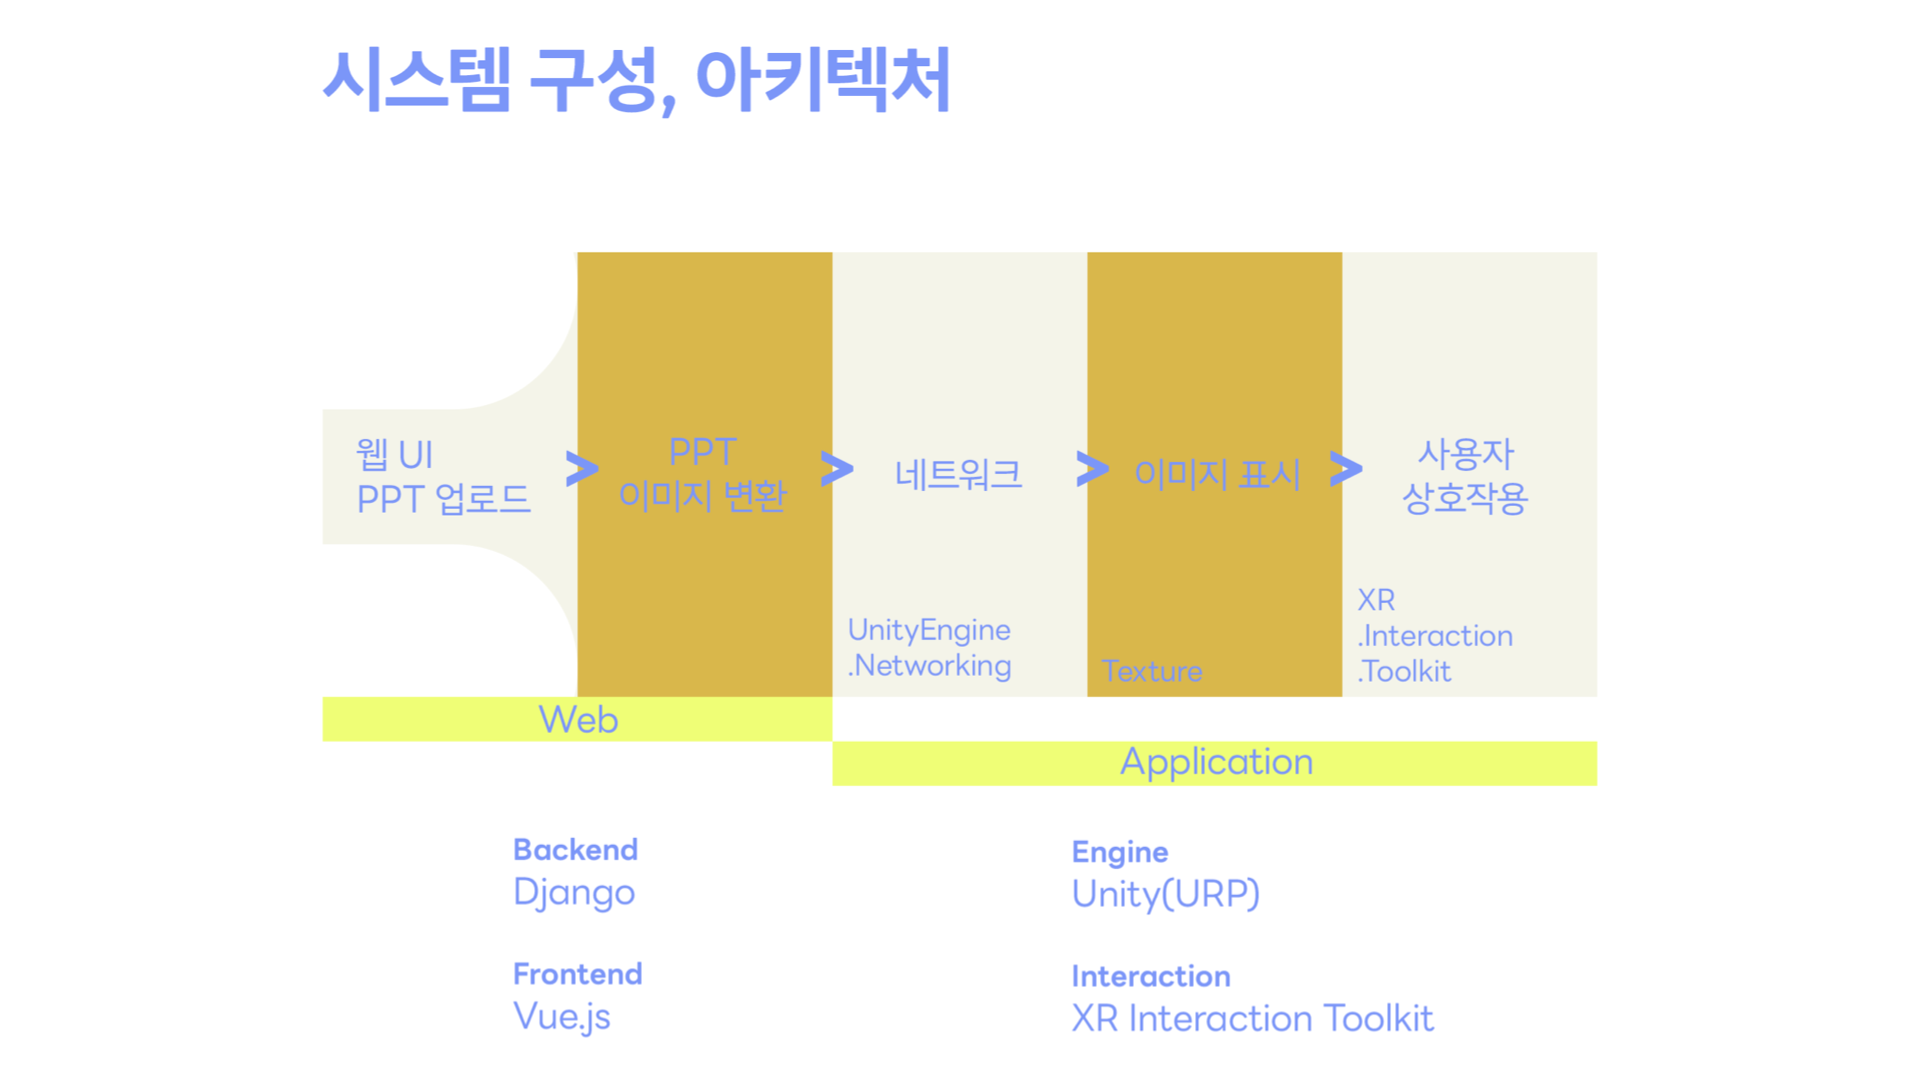 시스템 구성, 아키텍처
웹 UI
PPT 업로드
>
PPT
이미지 변환
>
네트워크
>
이미지 표시
>
사용자
상호작용
UnityEngine
.Networking
Texture
XR
.Interaction
.Toolkit
Web
Application
Backend
Django
Frontend
Vue.js
Engine
Unity(URP)
Interaction
XR Interaction Toolkit